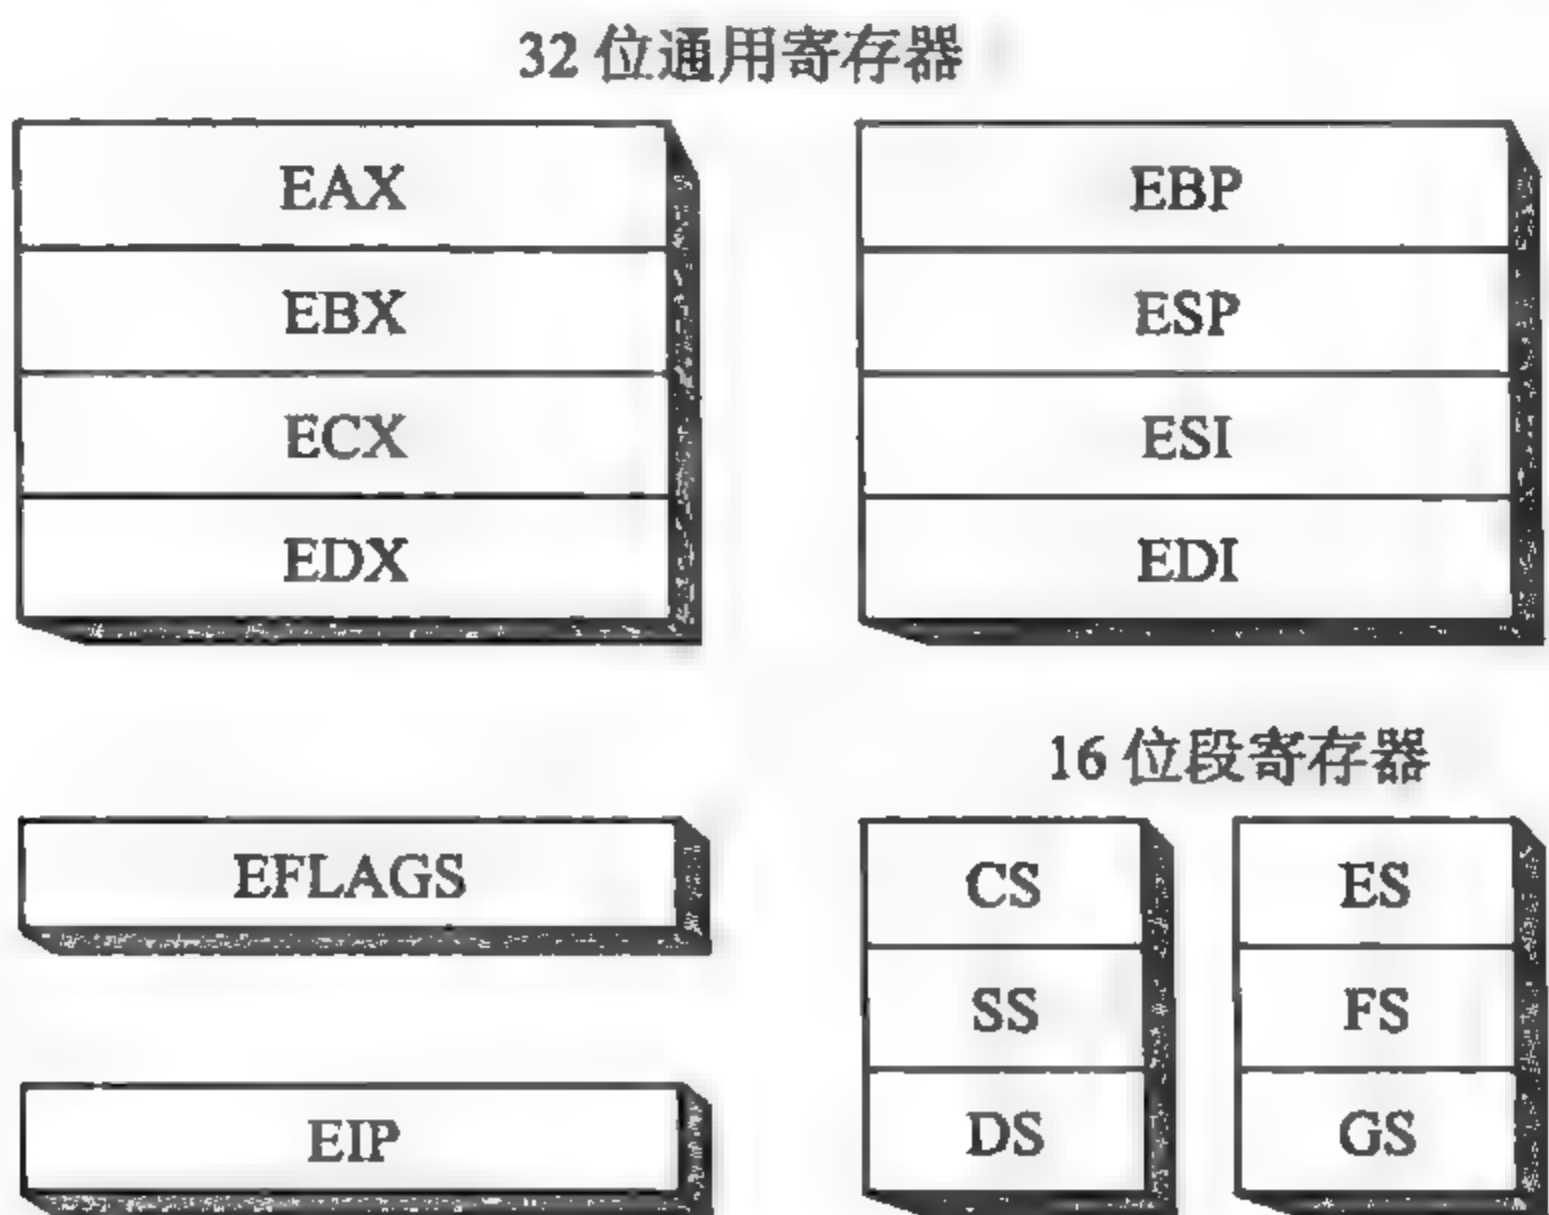 32 位通用寄存器
EAX
EBX
ECX
EDX
EBP
ESP
ESI
EDI
EFLAGS
EIP
16 位段寄存器
CS
SS
DS
ES
FS
GS